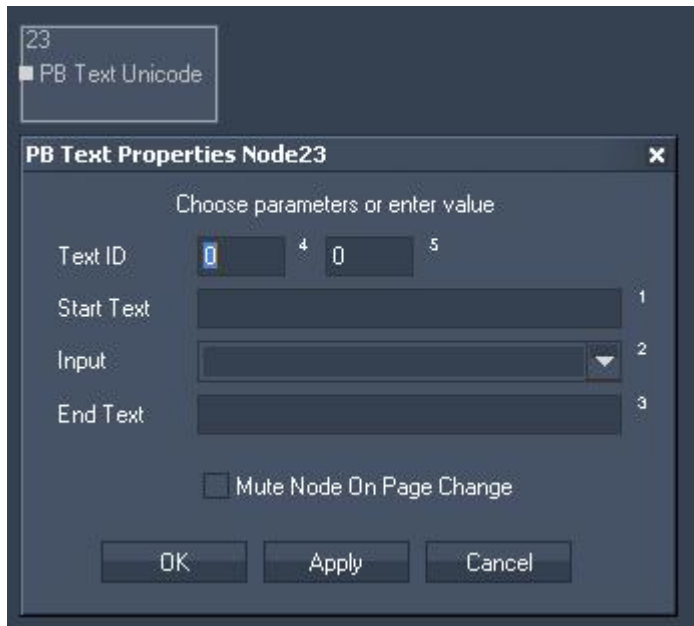 23
PB Text Unicode
PB Text Properties Node23
Choose parameters or enter value
Text ID 0 4 0 5
Start Text 1
Input 2
End Text 3
Mute Node On Page Change
OK Apply Cancel